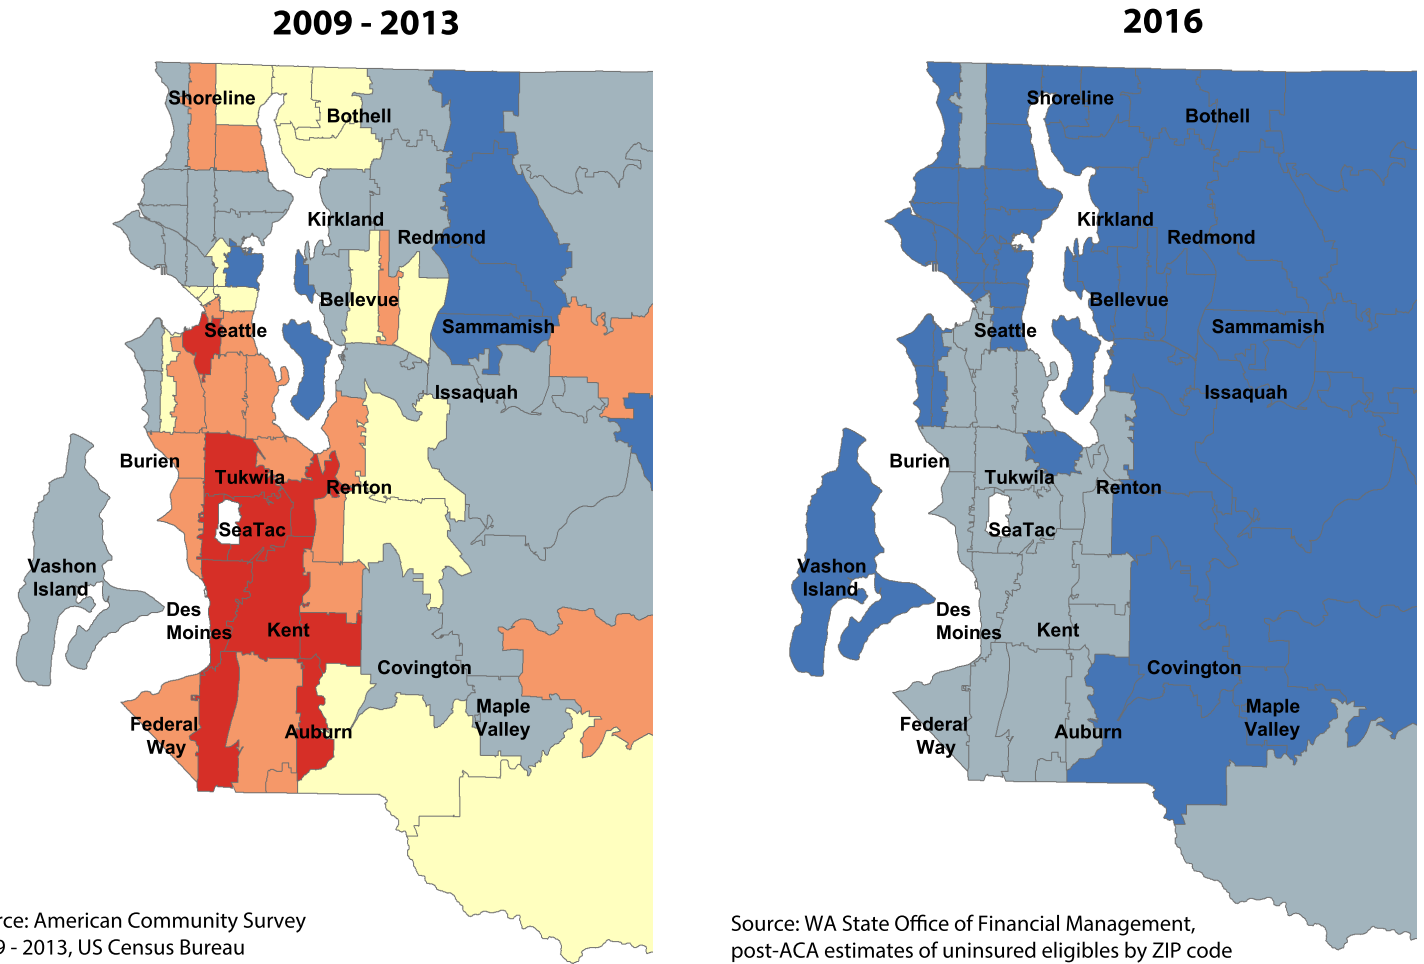 2009 - 2013
Shoreline
Bothell
Kirkland
Redmond
Bellevue
Seattle
Sammamish
Issaquah
Burien
Tukwila
Renton
SeaTac
Vashon
Island
Des
Moines
Kent
Covington
Maple
Valley
Federal
Way
Auburn
rce: American Community Survey
9 - 2013, US Census Bureau
2016
Shoreline
Bothell
Kirkland
Redmond
Bellevue
Seattle
Sammamish
Issaquah
Burien
Tukwila
Renton
SeaTac
Vashon
Island
Des
Moines
Kent
Covington
Maple
Valley
Federal
Way
Auburn
Source: WA State Office of Financial Management,
post-ACA estimates of uninsured eligibles by ZIP code